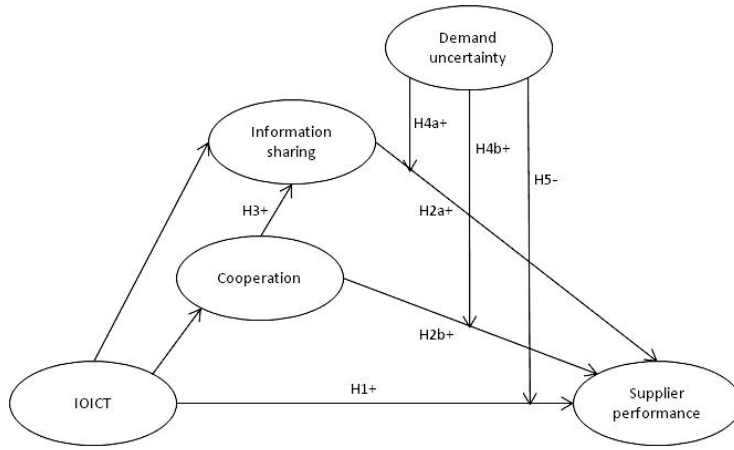 Demand
uncertainty
H4a+
Information
sharing
H4b+
H5-
H3+
H2a+
Cooperation
H2b+
H1+
IOICT
Supplier
performance